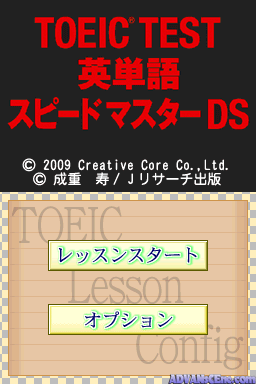 TOEIC® TEST
英単語
スピードマスターDS
© 2009 Creative Core Co.,Ltd.
© 成重 寿/Jリサーチ出版
TOEIC
レッスンスタート
Lesson
オプション
Config
ADVANsCEne.com